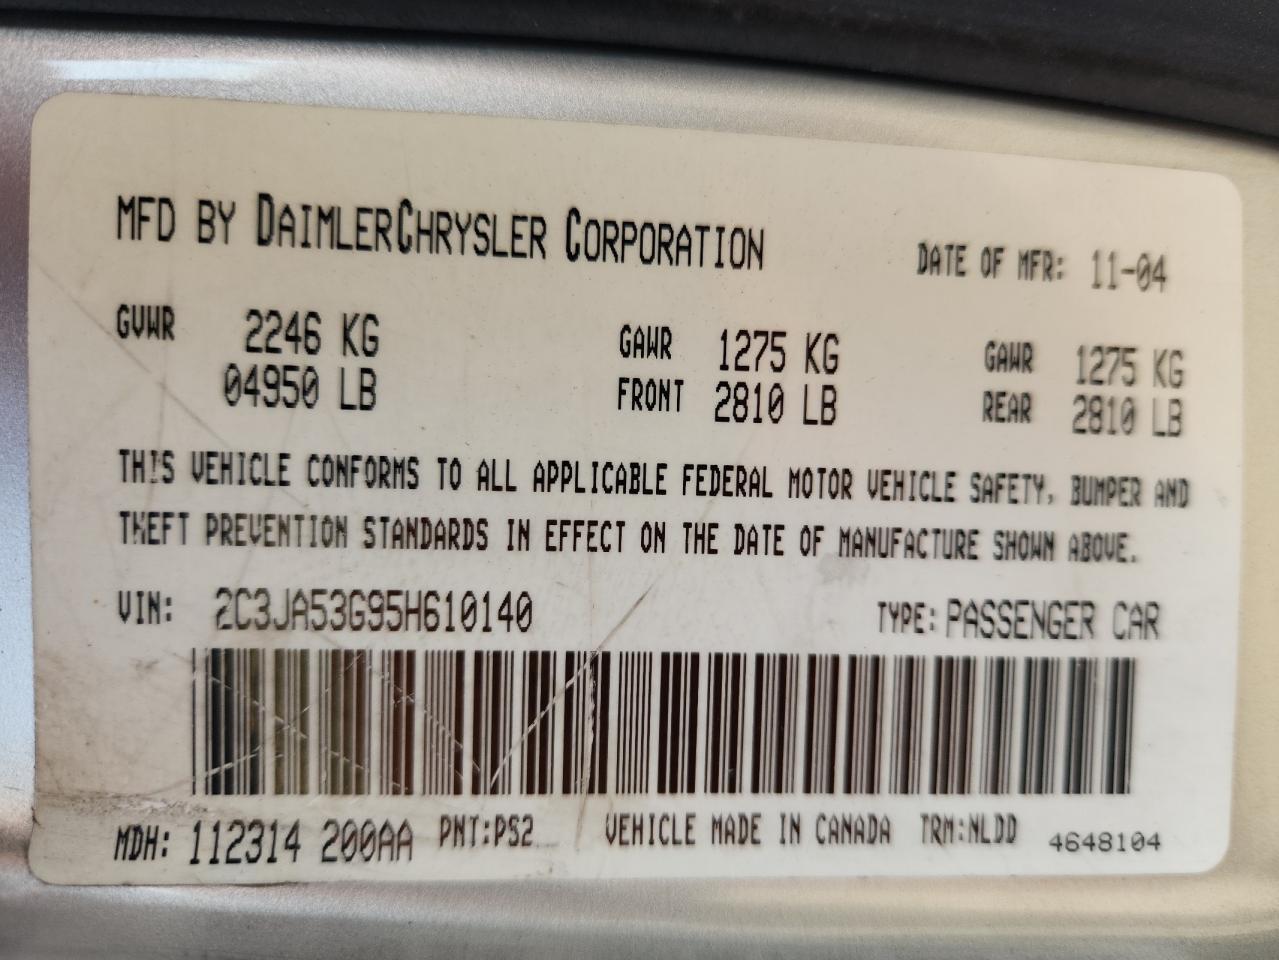 MFD BY DAIMLERCHRYSLER CORPORATION DATE OF MFR: 11-04
GVWR 2246 KG GAWR 1275 KG GAWR 1275 KG
04950 LB FRONT 2810 LB REAR 2810 LB
THIS VEHICLE CONFORMS TO ALL APPLICABLE FEDERAL MOTOR VEHICLE SAFETY, BUMPER AND
THEFT PREVENTION STANDARDS IN EFFECT ON THE DATE OF MANUFACTURE SHOWN ABOVE.
VIN: 2C3JA53G95H610140 TYPE: PASSENGER CAR
MDH: 112314 200AA PNT:PS2 VEHICLE MADE IN CANADA TRM:NLDD 4648104